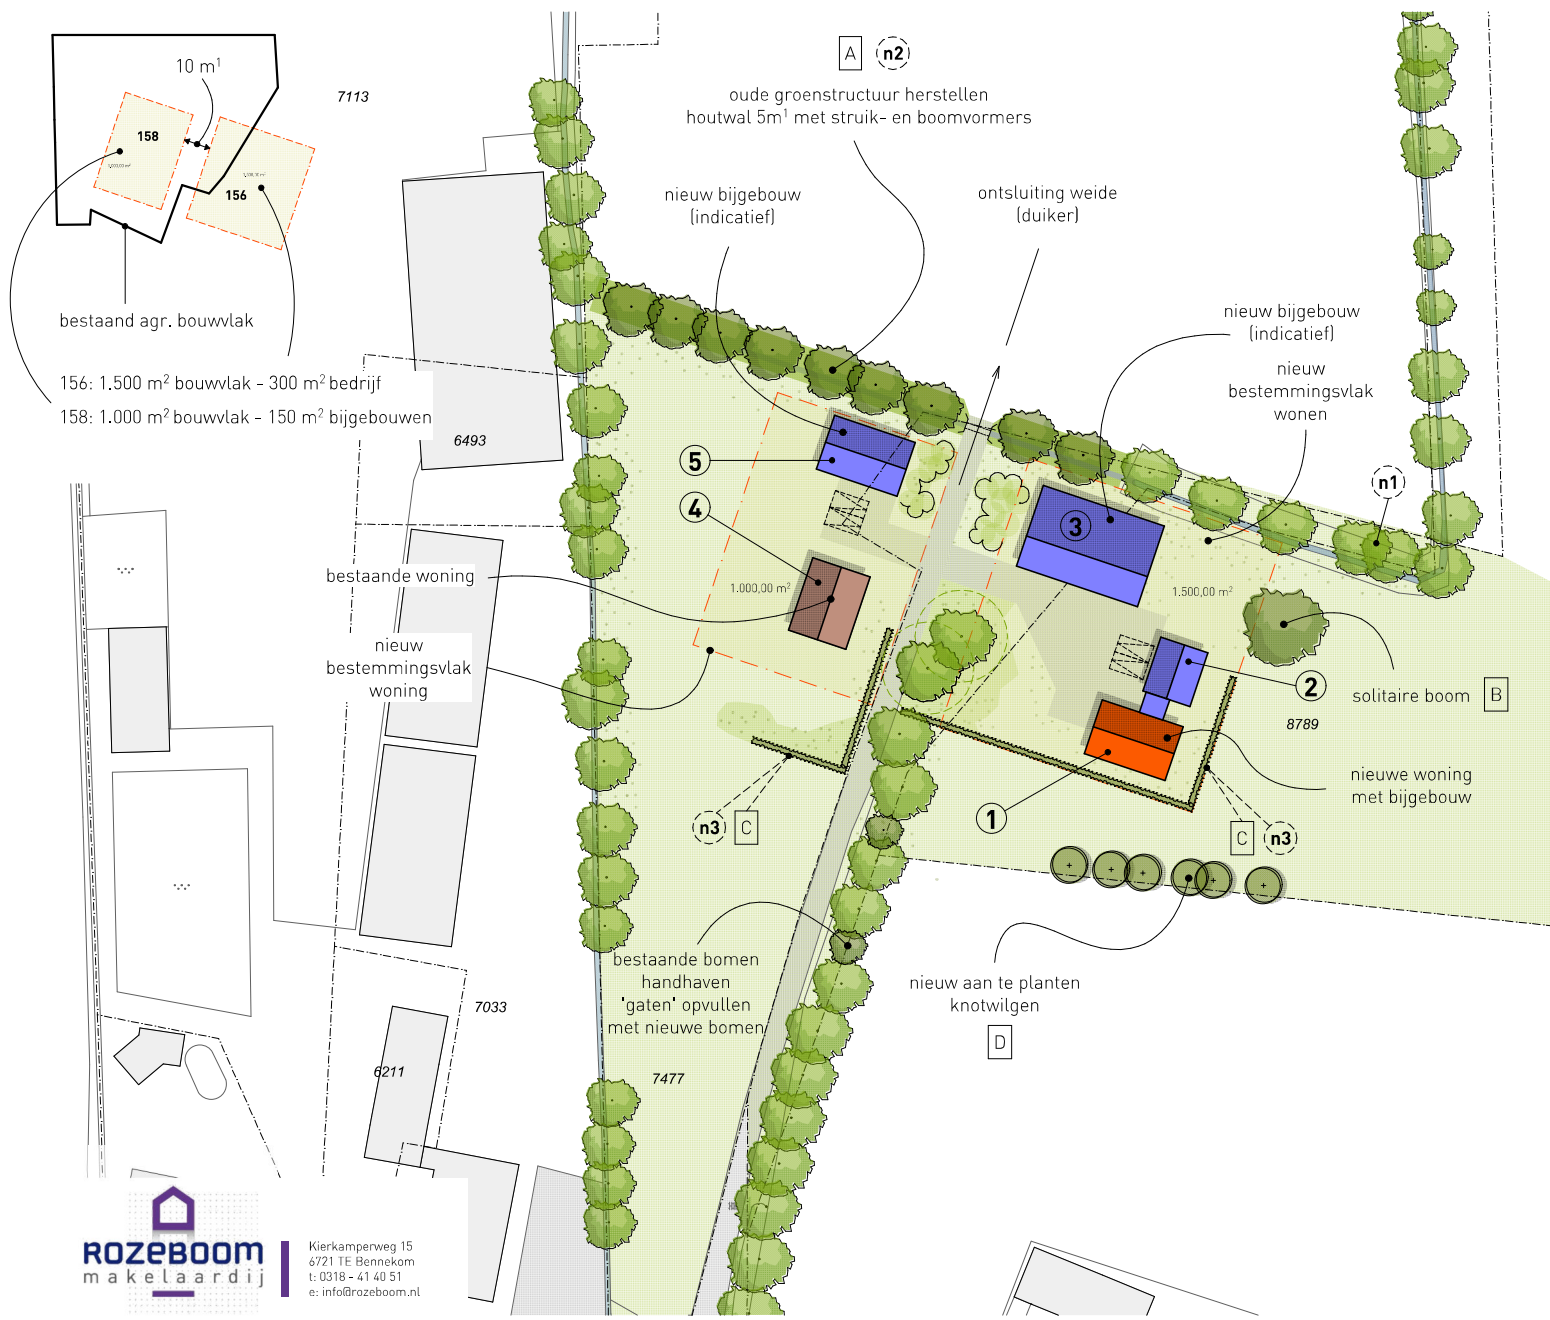 10 m¹
158
1.000,00 m²
156
bestaand agr. bouwvlak
156: 1.500 m² bouwvlak - 300 m² bedrijf
158: 1.000 m² bouwvlak - 150 m² bijgebouwen
7113
A
n2
oude groenstructuur herstellen
houtwal 5m¹ met struik- en boomvormers
nieuw bijgebouw
(indicatief)
ontsluiting weide
(duiker)
nieuw bijgebouw
(indicatief)
nieuw
bestemmingsvlak
wonen
6493
5
4
3
n1
bestaande woning
1.000,00 m²
1.500,00 m²
nieuw
bestemmingsvlak
woning
2
solitaire boom
B
8789
nieuwe woning
met bijgebouw
1
n3
C
C
n3
bestaande bomen
handhaven
'gaten' opvullen
met nieuwe bomen
nieuw aan te planten
knotwilgen
D
7033
6211
7477
ROZEBOOM
makelaardij
Kierkamperweg 15
6721 TE Bennekom
t: 0318 - 41 40 51
e: info@rozeboom.nl